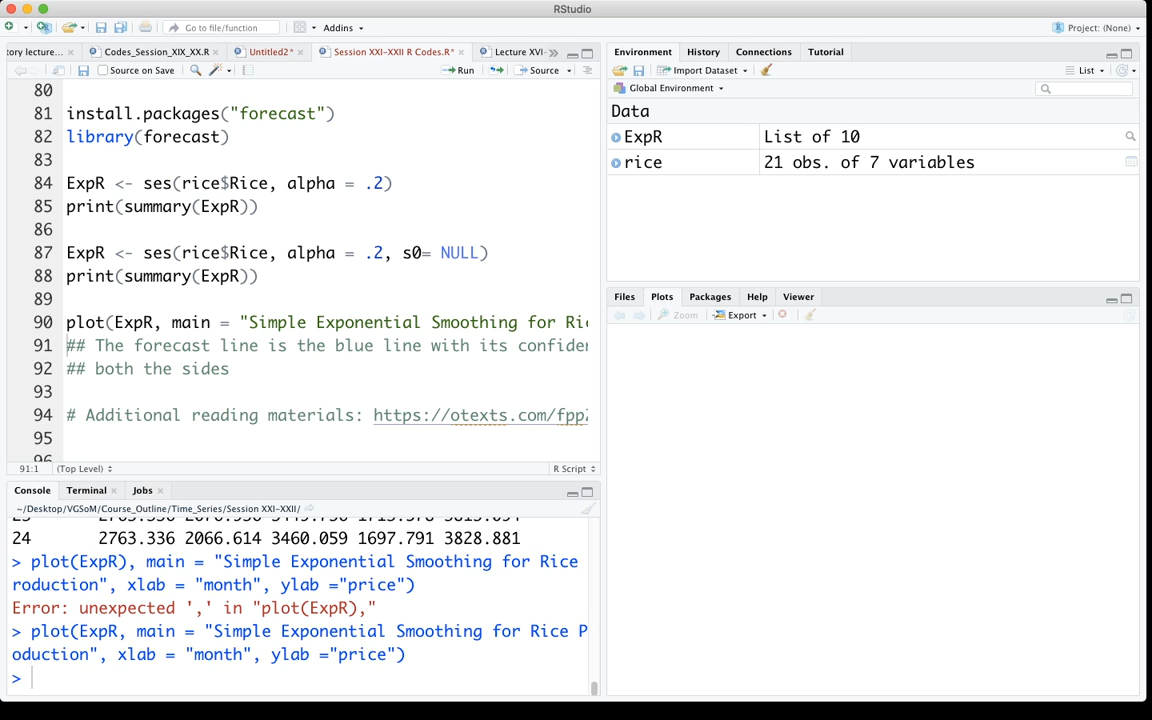 RStudio
Go to file/function
Addins
Project: (None)
tory lecture...
Codes_Session_XIX_XX.R
Untitled2*
Session XXI-XXII R Codes.R*
Lecture XVI-
Source on Save
Run
Source
80
81 install.packages("forecast")
82 library(forecast)
83
84 ExpR <- ses(rice$Rice, alpha = .2)
85 print(summary(ExpR))
86
87 ExpR <- ses(rice$Rice, alpha = .2, s0= NULL)
88 print(summary(ExpR))
89
90 plot(ExpR, main = "Simple Exponential Smoothing for Ric
91 ## The forecast line is the blue line with its confiden
92 ## both the sides
93
94 # Additional reading materials: https://otexts.com/fpp2
95
96
91:1 (Top Level) R Script
Console Terminal Jobs
~/Desktop/VGSoM/Course_Outline/Time_Series/Session XXI-XXII/
24 2763.336 2066.614 3460.059 1697.791 3828.881
> plot(ExpR), main = "Simple Exponential Smoothing for Rice
roduction", xlab = "month", ylab ="price")
Error: unexpected ',' in "plot(ExpR),"
> plot(ExpR, main = "Simple Exponential Smoothing for Rice P
oduction", xlab = "month", ylab ="price")
>
Environment History Connections Tutorial
Import Dataset
List
Global Environment
Data
ExpR List of 10
rice 21 obs. of 7 variables
Files Plots Packages Help Viewer
Zoom Export